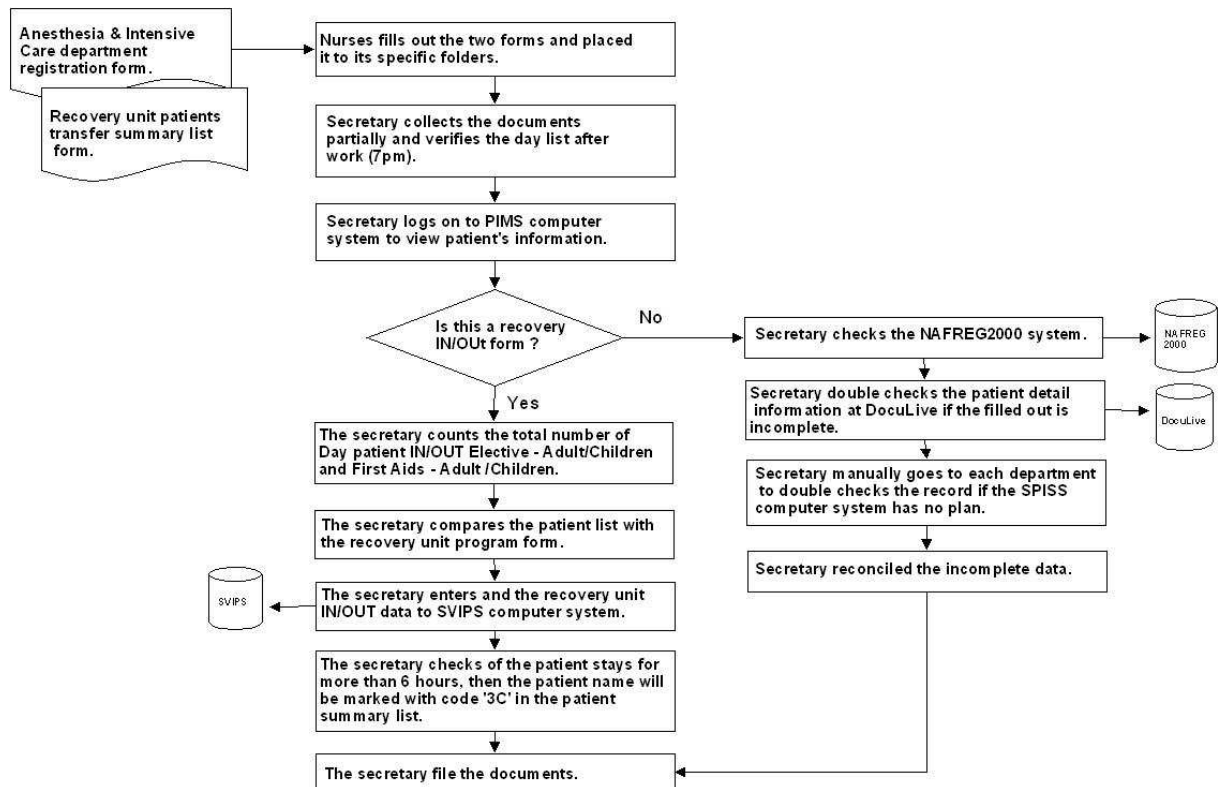 Anesthesia & Intensive
Care department
registration form.
Recovery unit patients
transfer summary list
form.
Nurses fills out the two forms and placed
it to its specific folders.
Secretary collects the documents
partially and verifies the day list after
work (7pm).
Secretary logs on to PIMS computer
system to view patient's information.
Is this a recovery
IN/OUt form ?
No
Secretary checks the NAFREG2000 system.
NAFREG
2000
Secretary double checks the patient detail
information at DocuLive if the filled out is
incomplete.
DocuLive
Secretary manually goes to each department
to double checks the record if the SPISS
computer system has no plan.
Secretary reconciled the incomplete data.
Yes
The secretary counts the total number of
Day patient IN/OUT Elective - Adult/Children
and First Aids - Adult /Children.
The secretary compares the patient list with
the recovery unit program form.
The secretary enters and the recovery unit
IN/OUT data to SVIPS computer system.
SVIPS
The secretary checks of the patient stays for
more than 6 hours, then the patient name will
be marked with code '3C' in the patient
summary list.
The secretary file the documents.